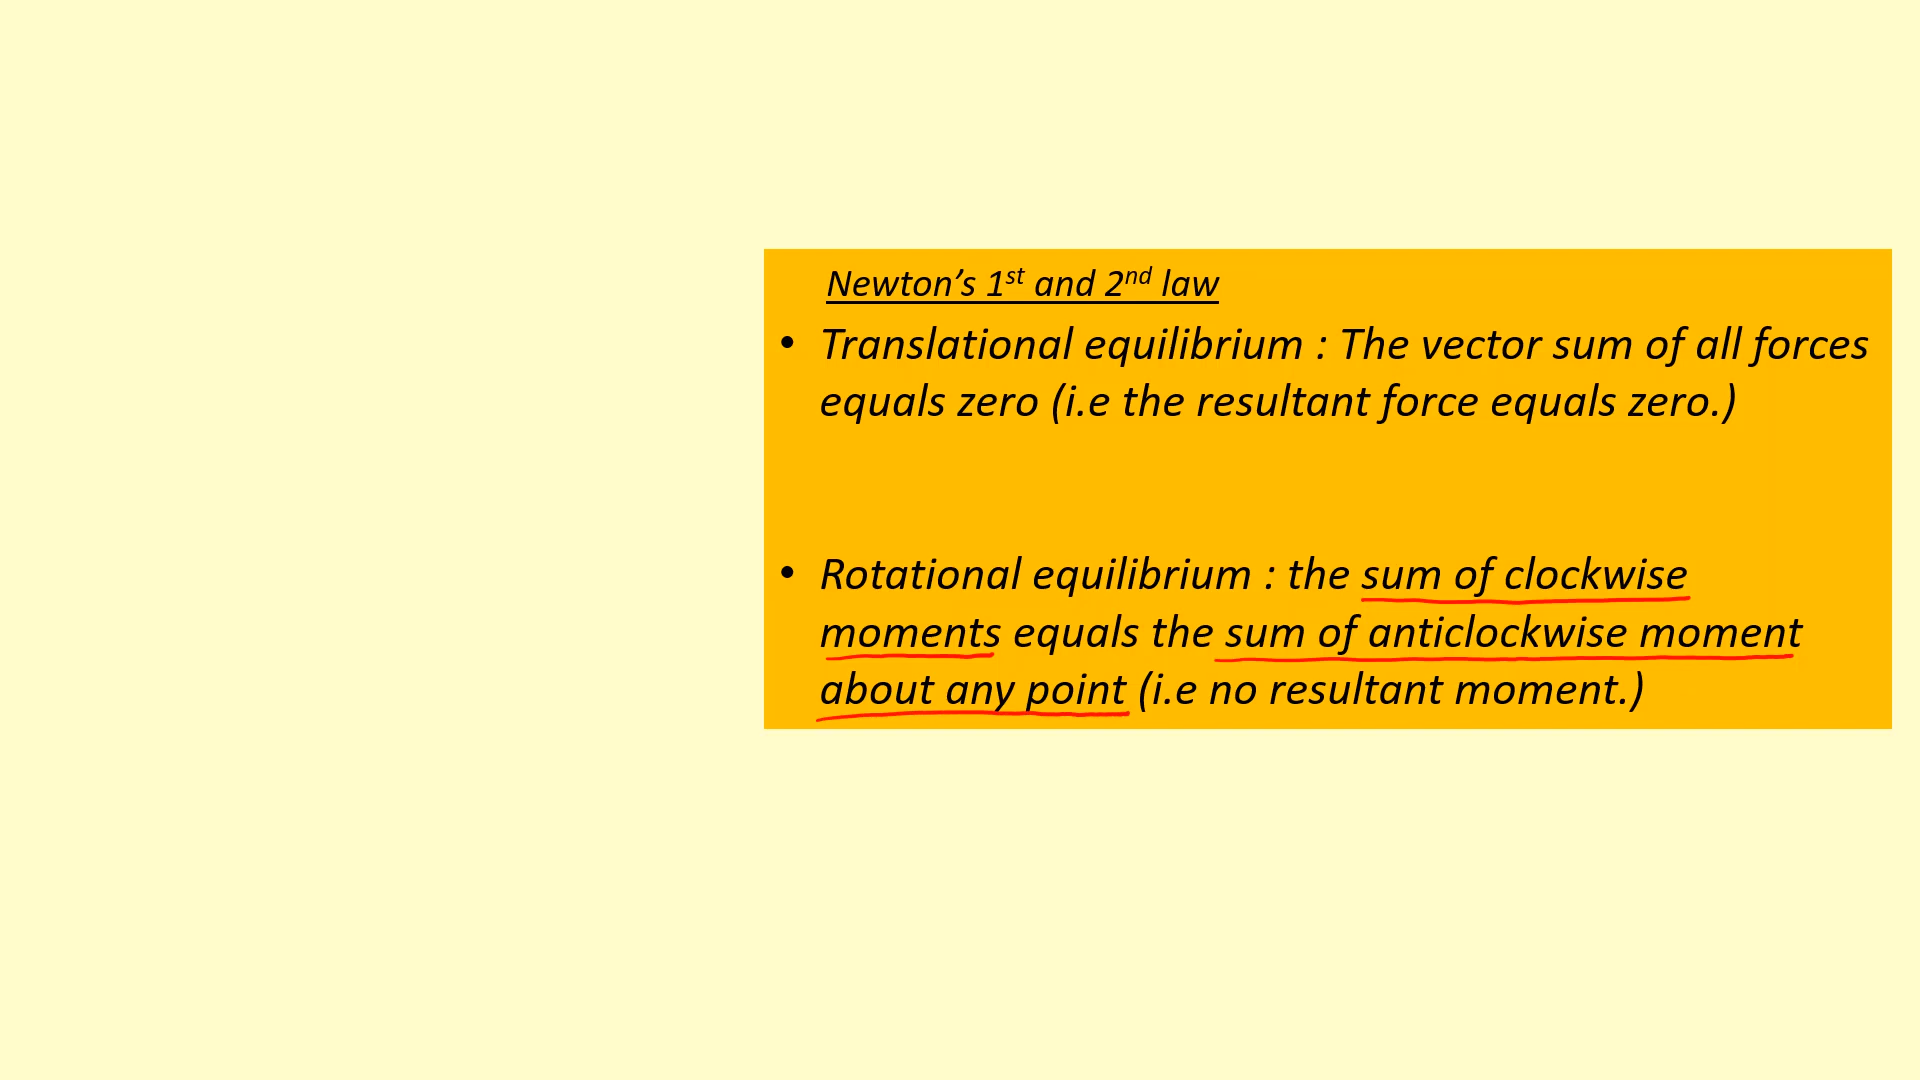 Newton’s 1st and 2nd law
• Translational equilibrium : The vector sum of all forces
equals zero (i.e the resultant force equals zero.)
• Rotational equilibrium : the sum of clockwise
moments equals the sum of anticlockwise moment
about any point (i.e no resultant moment.)